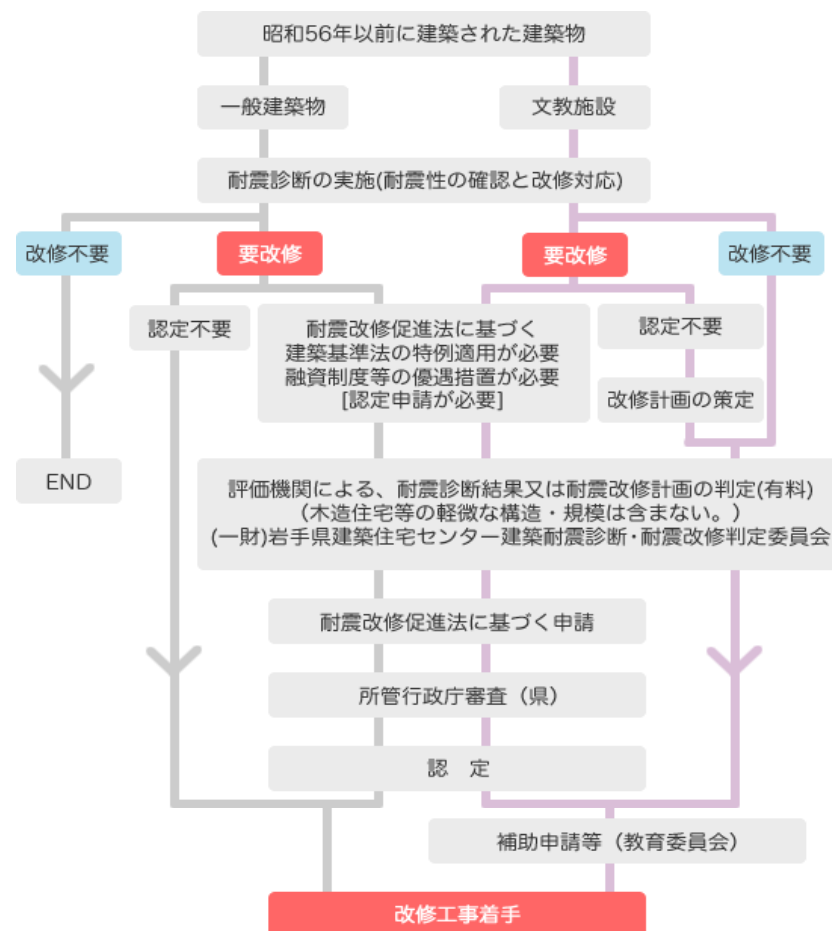 昭和56年以前に建築された建築物
一般建築物
文教施設
耐震診断の実施(耐震性の確認と改修対応)
改修不要
要改修
要改修
改修不要
認定不要
耐震改修促進法に基づく
建築基準法の特例適用が必要
融資制度等の優遇措置が必要
[認定申請が必要]
認定不要
改修計画の策定
END
評価機関による、耐震診断結果又は耐震改修計画の判定(有料)
（木造住宅等の軽微な構造・規模は含まない。）
(一財)岩手県建築住宅センター建築耐震診断・耐震改修判定委員会
耐震改修促進法に基づく申請
所管行政庁審査（県）
認　定
補助申請等（教育委員会）
改修工事着手